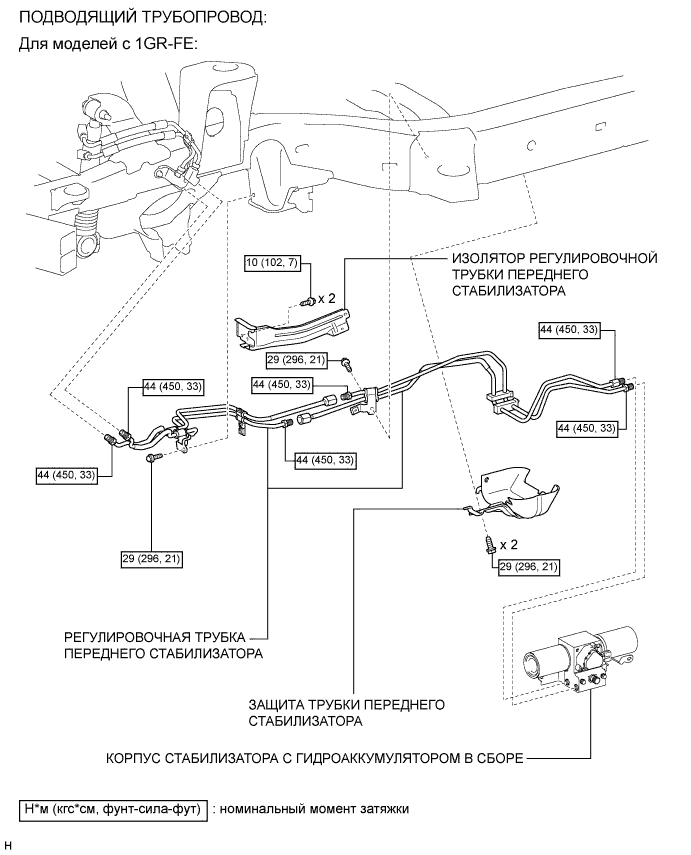 ПОДВОДЯЩИЙ ТРУБОПРОВОД:
Для моделей с 1GR-FE:
10 (102, 7)
x 2
ИЗОЛЯТОР РЕГУЛИРОВОЧНОЙ
ТРУБКИ ПЕРЕДНЕГО
СТАБИЛИЗАТОРА
44 (450, 33)
29 (296, 21)
44 (450, 33)
44 (450, 33)
44 (450, 33)
44 (450, 33)
44 (450, 33)
29 (296, 21)
x 2
29 (296, 21)
РЕГУЛИРОВОЧНАЯ ТРУБКА
ПЕРЕДНЕГО СТАБИЛИЗАТОРА
ЗАЩИТА ТРУБКИ ПЕРЕДНЕГО
СТАБИЛИЗАТОРА
КОРПУС СТАБИЛИЗАТОРА С ГИДРОАККУМУЛЯТОРОМ В СБОРЕ
Н*м (кгс*см, фунт-сила-фут) : номинальный момент затяжки
H